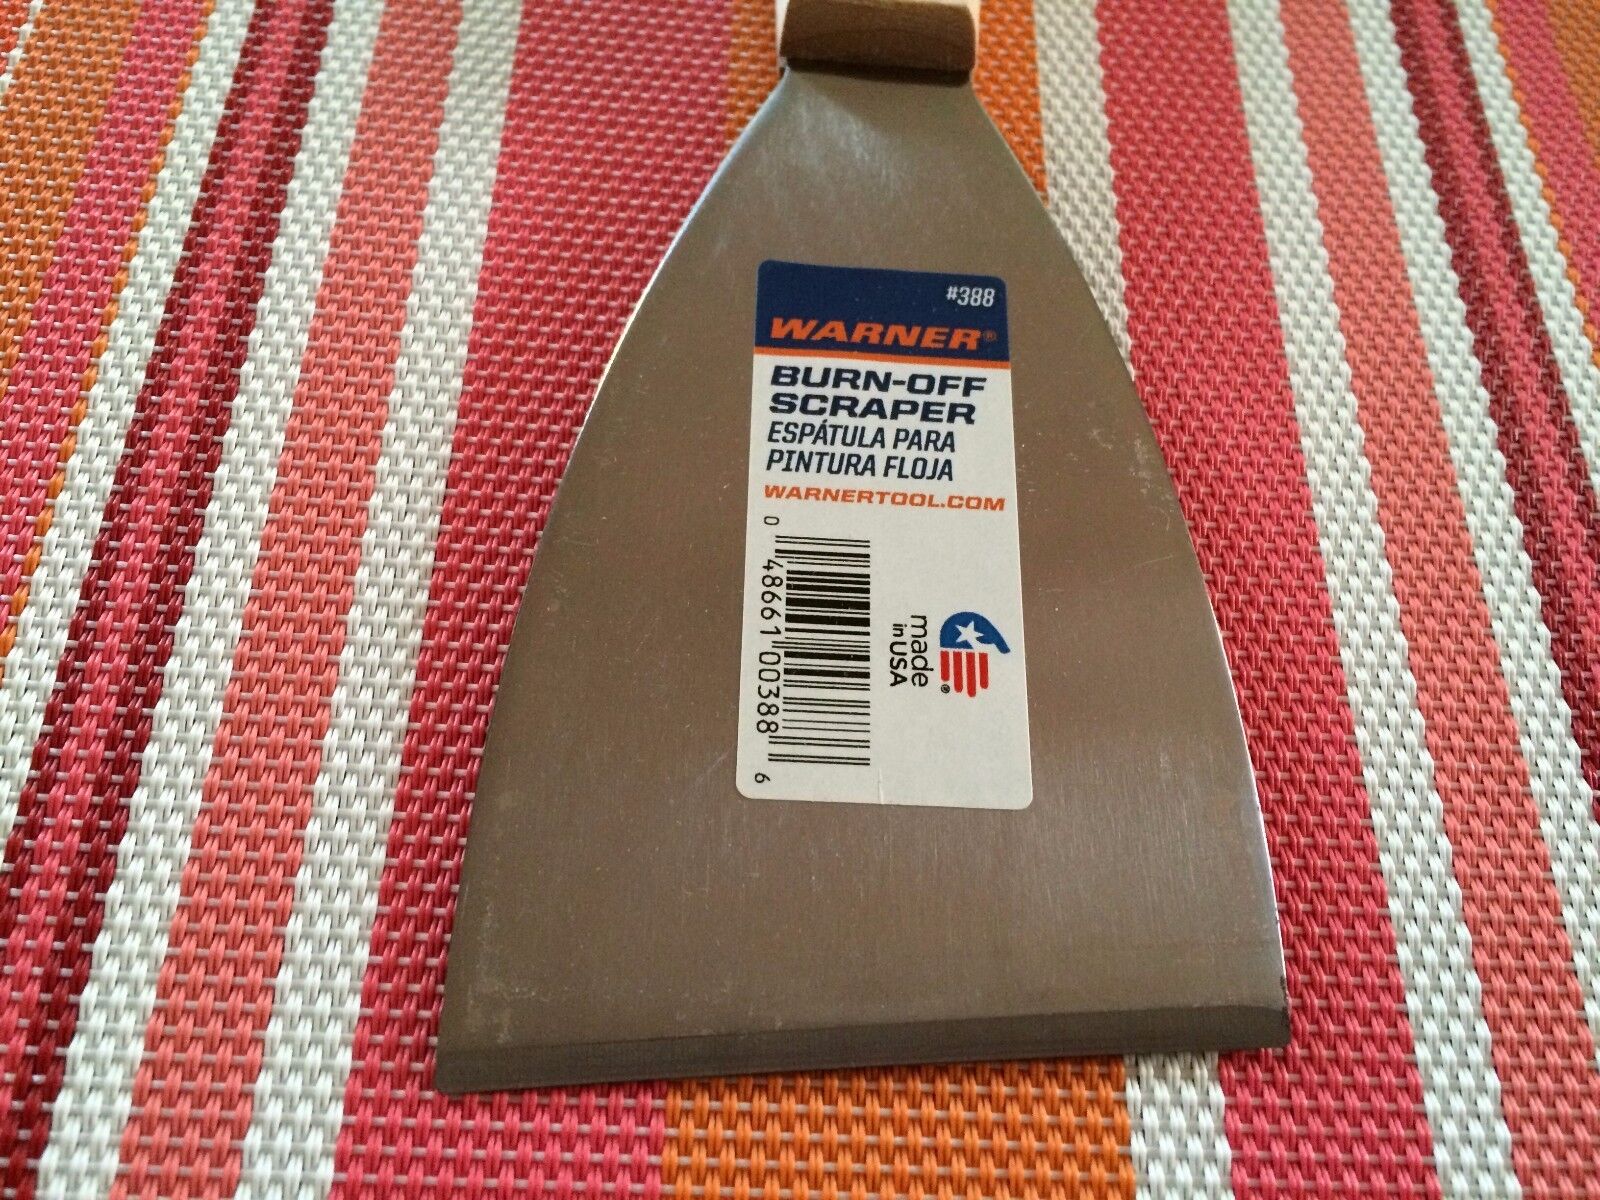 #388
WARNER®
BURN-OFF
SCRAPER
ESPÁTULA PARA
PINTURA FLOJA
WARNERTOOL.COM
0 48661 00388 6
made
in USA
®